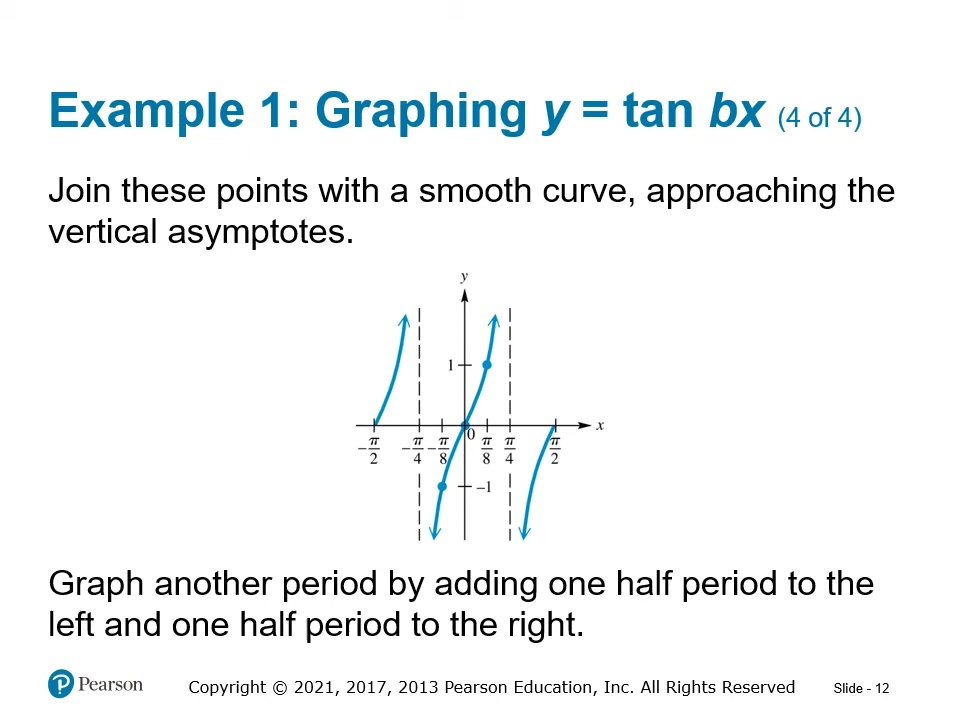 Example 1: Graphing y = tan bx (4 of 4)
Join these points with a smooth curve, approaching the
vertical asymptotes.
y
1
x
0
−π/2
−π/4
−π/8
π/8
π/4
π/2
−1
Graph another period by adding one half period to the
left and one half period to the right.
P Pearson
Copyright © 2021, 2017, 2013 Pearson Education, Inc. All Rights Reserved
Slide - 12